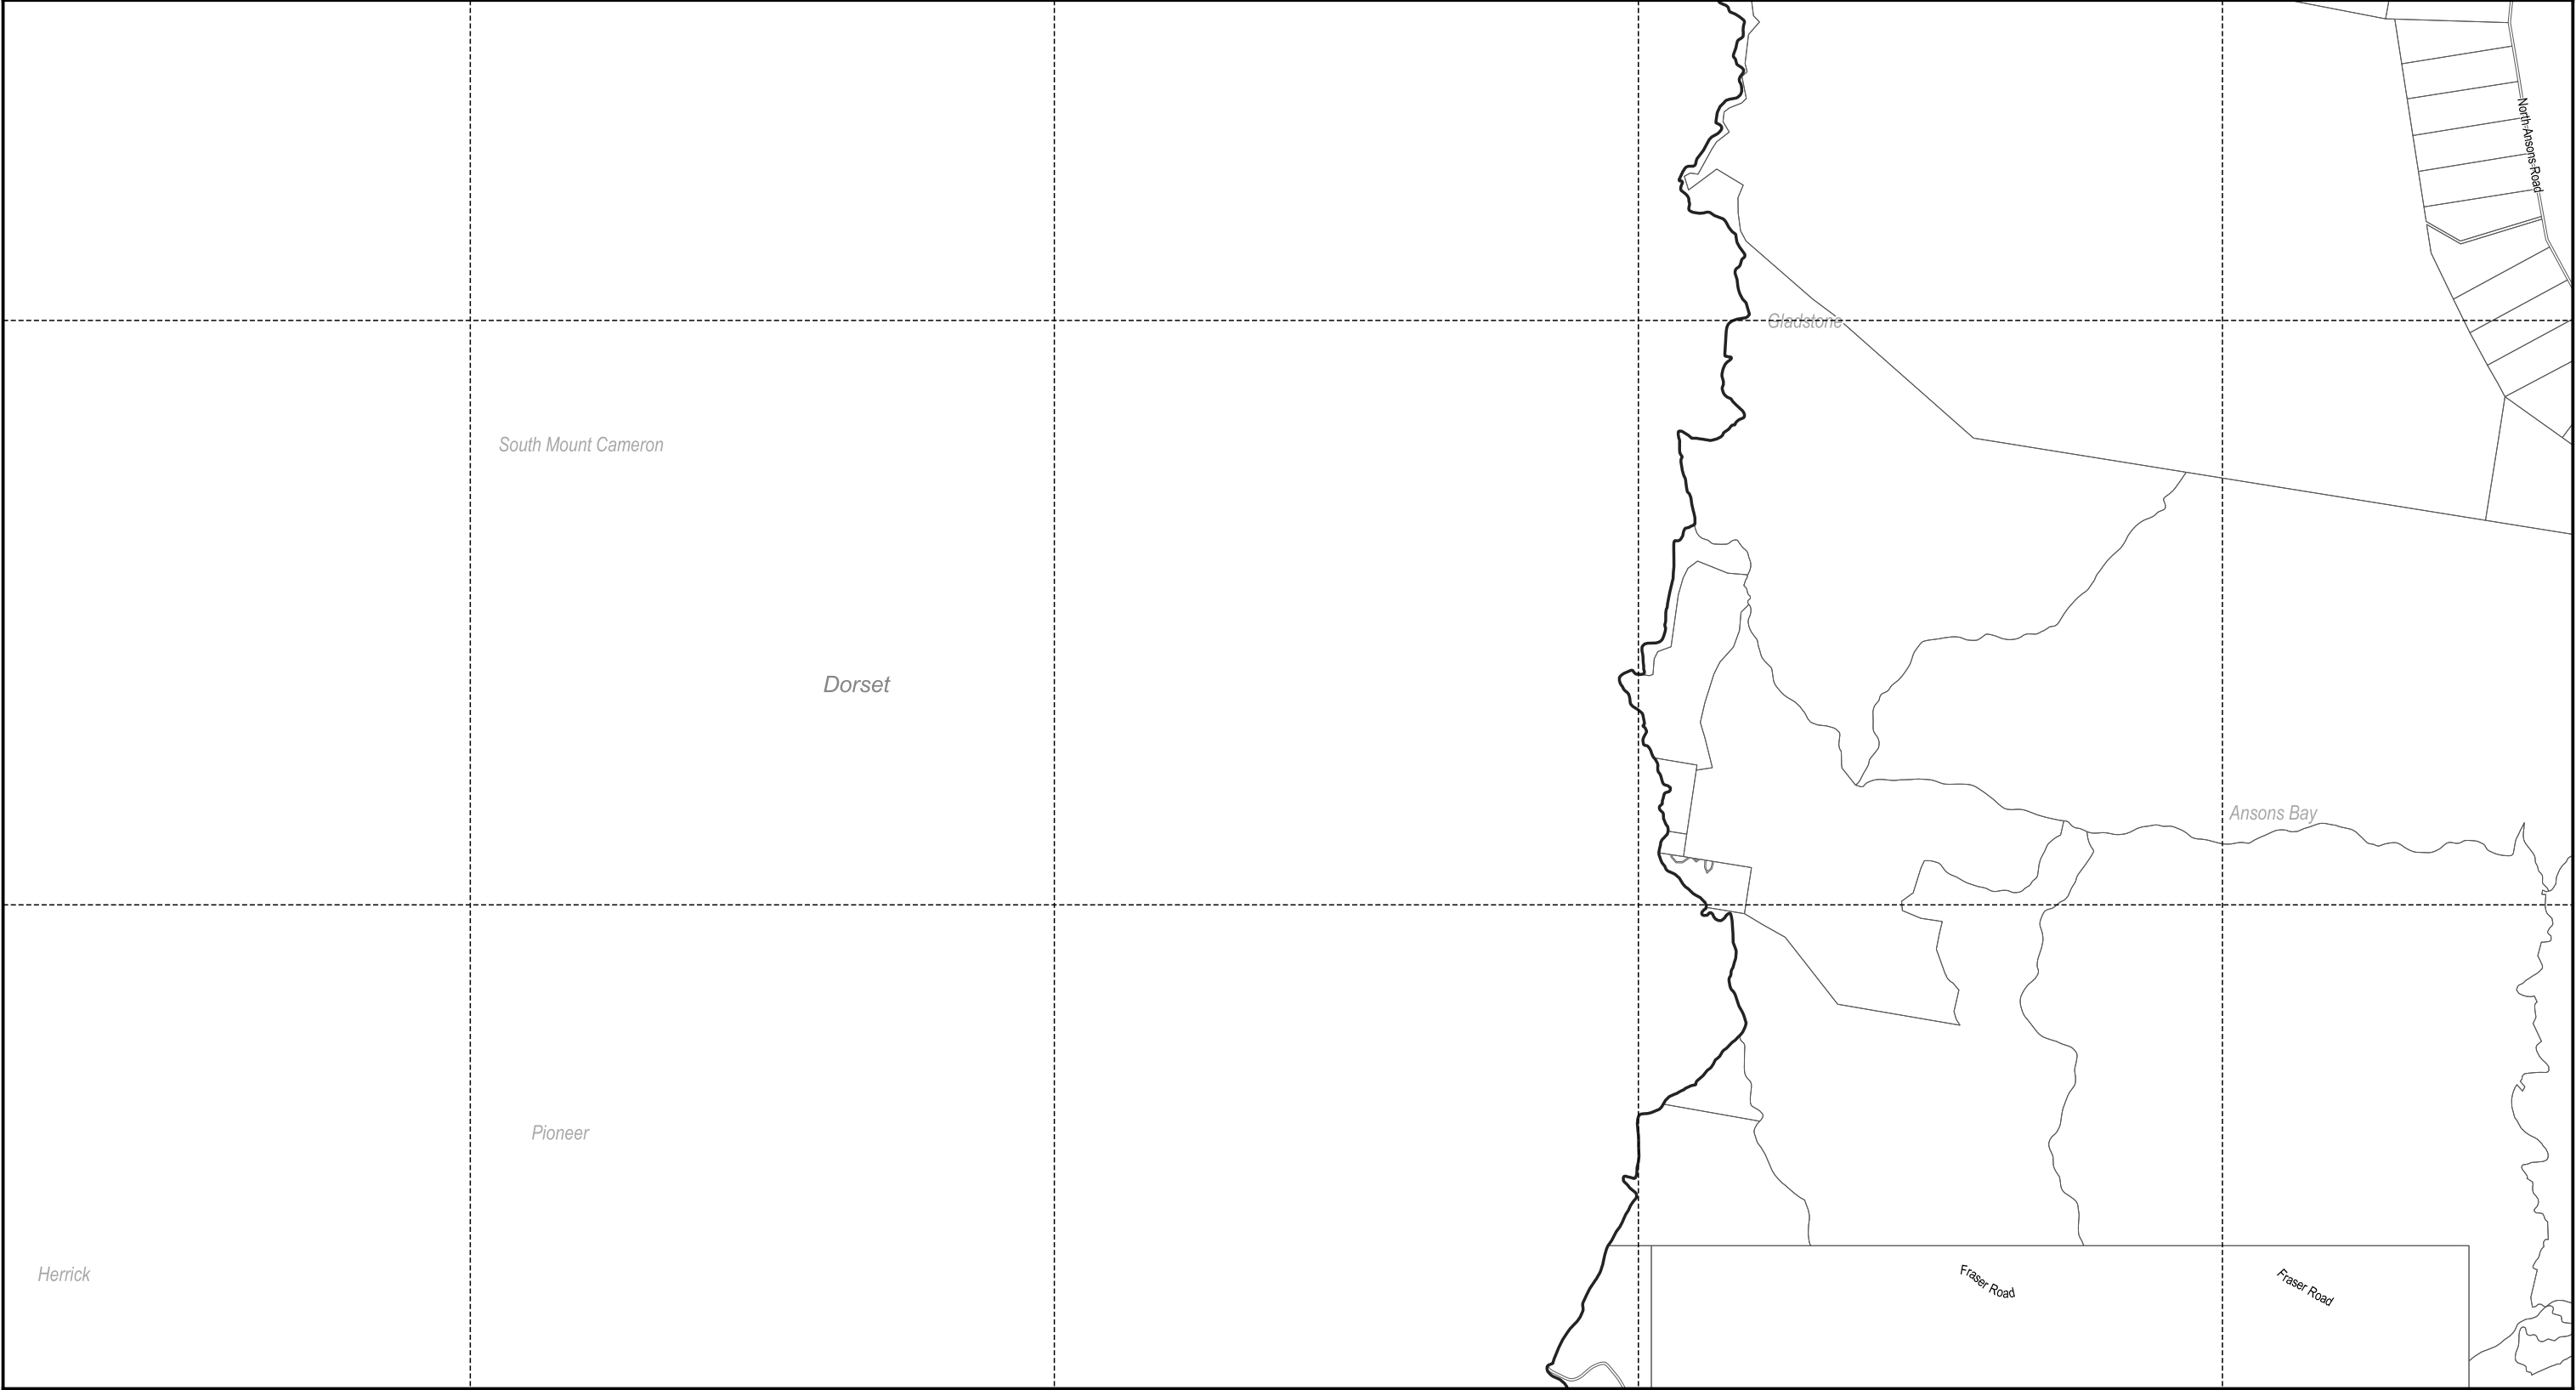 North Ansons Road
Gladstone
South Mount Cameron
Dorset
Ansons Bay
Pioneer
Herrick
Fraser Road
Fraser Road